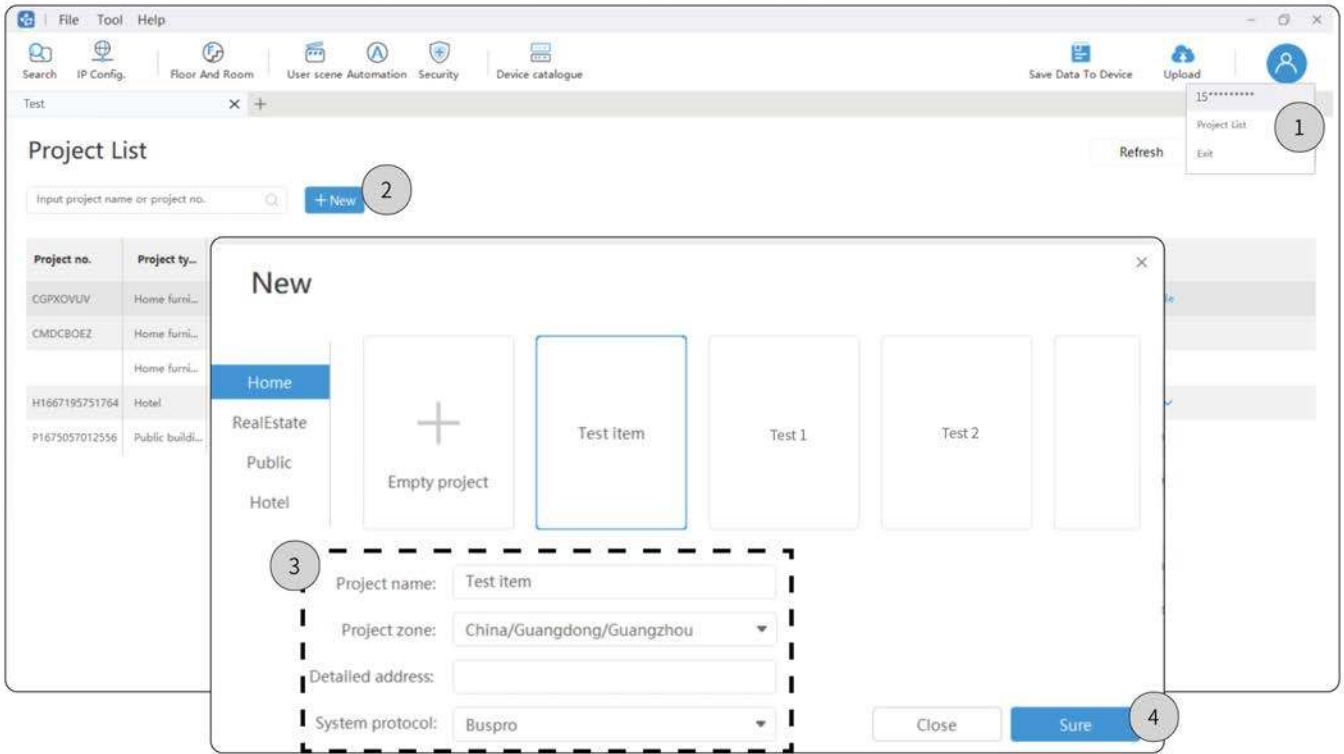 File Tool Help
Search IP Config. Floor And Room User scene Automation Security Device catalogue Save Data To Device Upload
Test
15*********
Project List
Exit
1
Project List
Refresh
Input project name or project no.
+ New
2
Project no. Project ty...
CGPXOVUV Home furni...
CMDCBOEZ Home furni...
Home furni...
H1667195751764 Hotel
P1675057012556 Public buildi...
New
Home
RealEstate
Public
Hotel
Empty project
Test item
Test 1
Test 2
3
Project name: Test item
Project zone: China/Guangdong/Guangzhou
Detailed address:
System protocol: Buspro
Close
Sure
4